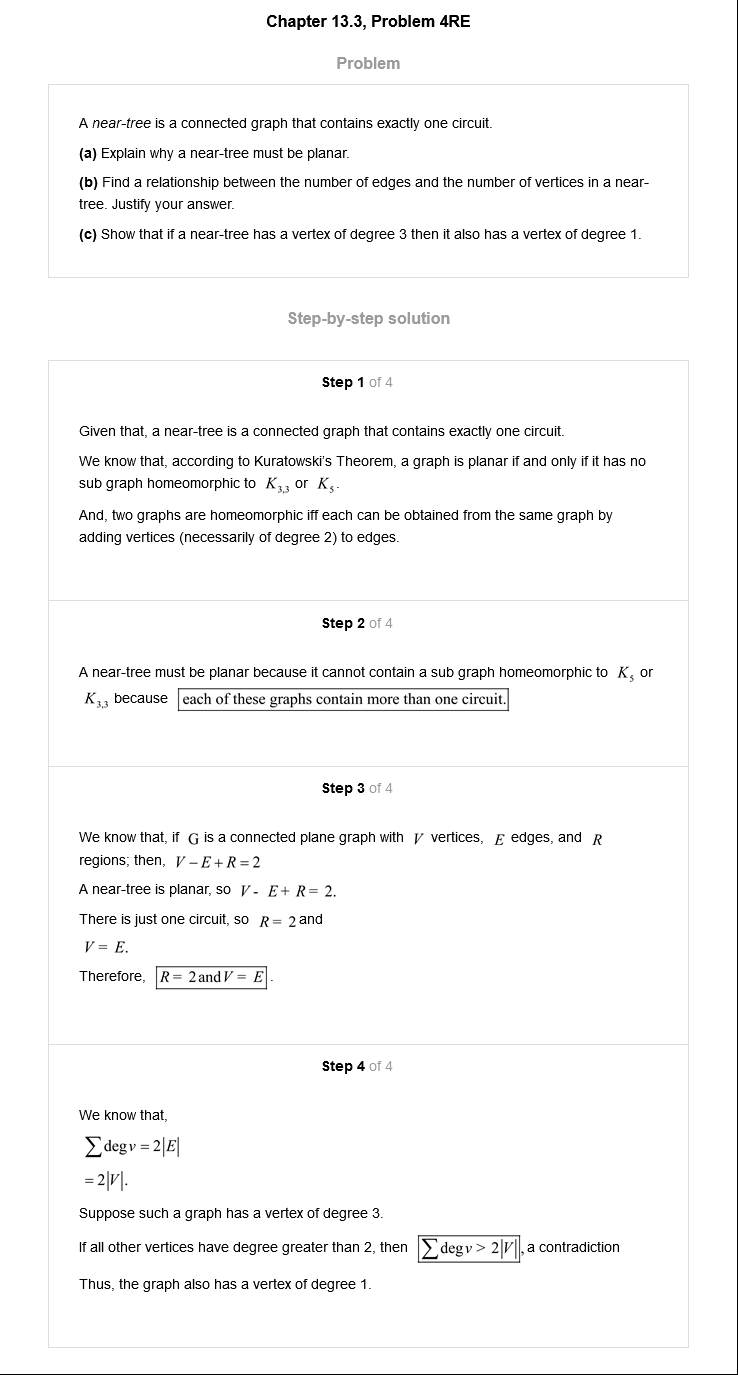 Chapter 13.3, Problem 4RE
Problem
A near-tree is a connected graph that contains exactly one circuit.
(a) Explain why a near-tree must be planar.
(b) Find a relationship between the number of edges and the number of vertices in a near-
tree. Justify your answer.
(c) Show that if a near-tree has a vertex of degree 3 then it also has a vertex of degree 1.
Step-by-step solution
Step 1 of 4
Given that, a near-tree is a connected graph that contains exactly one circuit.
We know that, according to Kuratowski's Theorem, a graph is planar if and only if it has no
sub graph homeomorphic to K₃,₃ or K₅.
And, two graphs are homeomorphic iff each can be obtained from the same graph by
adding vertices (necessarily of degree 2) to edges.
Step 2 of 4
A near-tree must be planar because it cannot contain a sub graph homeomorphic to K₅ or
K₃,₃ because each of these graphs contain more than one circuit.
Step 3 of 4
We know that, if G is a connected plane graph with V vertices, E edges, and R
regions; then, V – E + R = 2
A near-tree is planar, so V - E + R = 2.
There is just one circuit, so R = 2 and
V = E.
Therefore, R = 2 and V = E.
Step 4 of 4
We know that,
∑ deg v = 2|E|
= 2|V|.
Suppose such a graph has a vertex of degree 3.
If all other vertices have degree greater than 2, then ∑ deg v > 2|V|, a contradiction
Thus, the graph also has a vertex of degree 1.